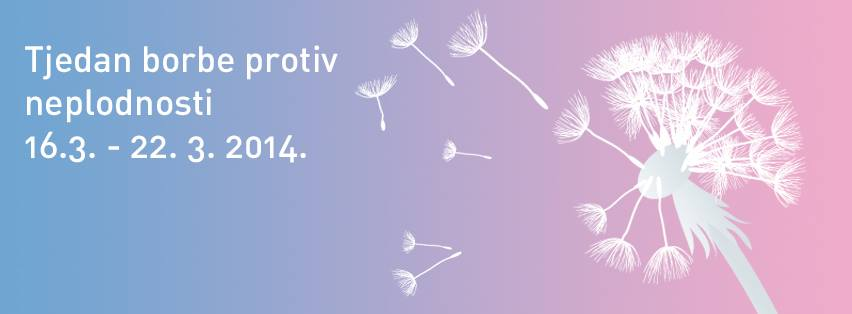 Tjedan borbe protiv
neplodnosti
16.3. - 22. 3. 2014.